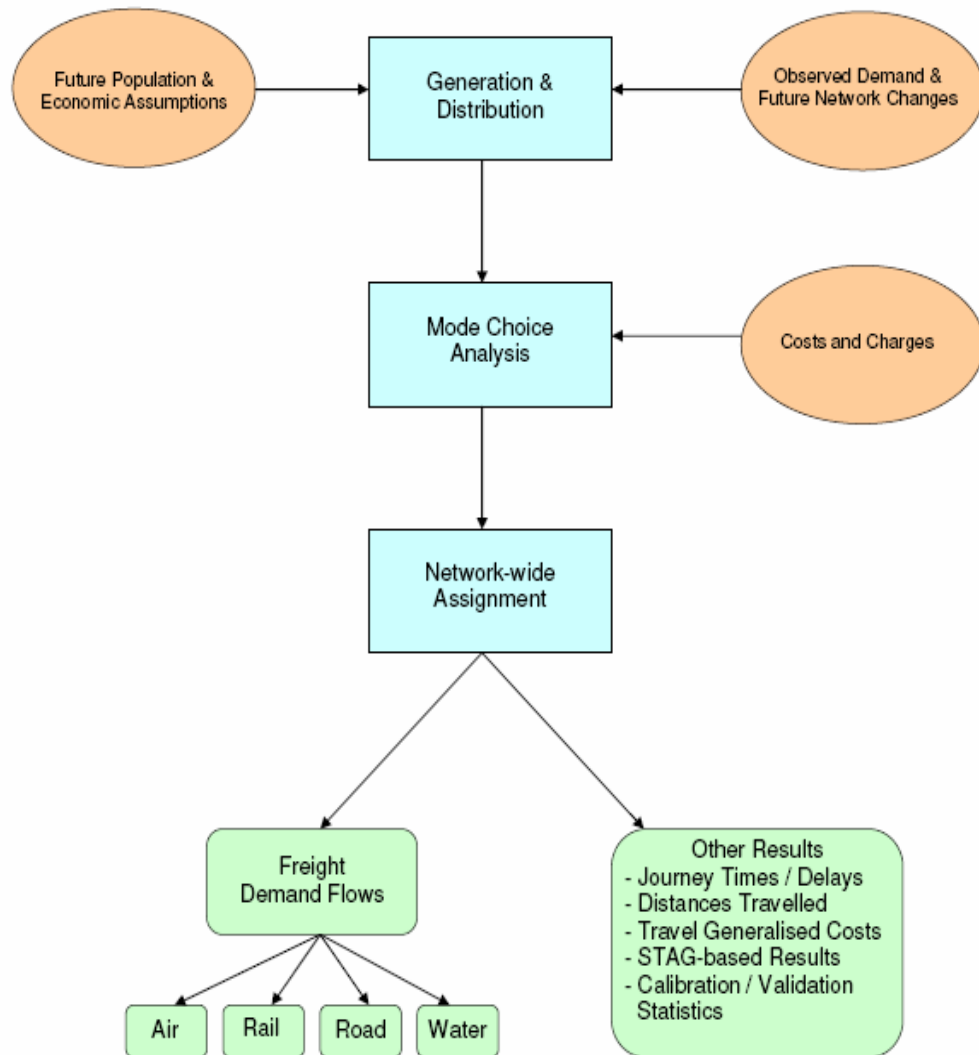 Future Population &
Economic Assumptions
Generation &
Distribution
Observed Demand &
Future Network Changes
Mode Choice
Analysis
Costs and Charges
Network-wide
Assignment
Freight
Demand Flows
Other Results
- Journey Times / Delays
- Distances Travelled
- Travel Generalised Costs
- STAG-based Results
- Calibration / Validation
Statistics
Air
Rail
Road
Water